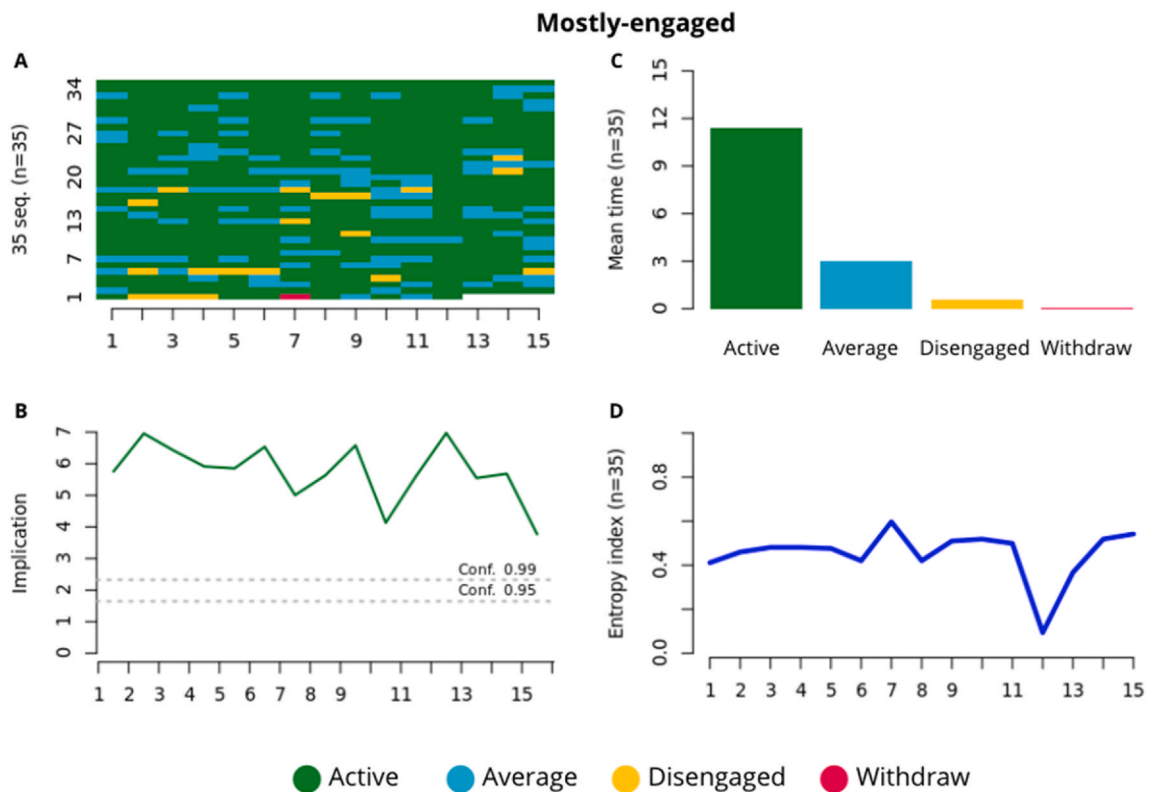 Mostly-engaged
A
35 seq. (n=35)
34
27
20
13
7
1
1 3 5 7 9 11 13 15
C
Mean time (n=35)
15
12
9
6
3
0
Active Average Disengaged Withdraw
B
Implication
7
6
5
4
3
2
1
0
Conf. 0.99
Conf. 0.95
1 2 3 4 5 6 7 8 9 11 13 15
D
Entropy index (n=35)
0.8
0.4
0.0
1 2 3 4 5 6 7 8 9 11 13 15
Active Average Disengaged Withdraw